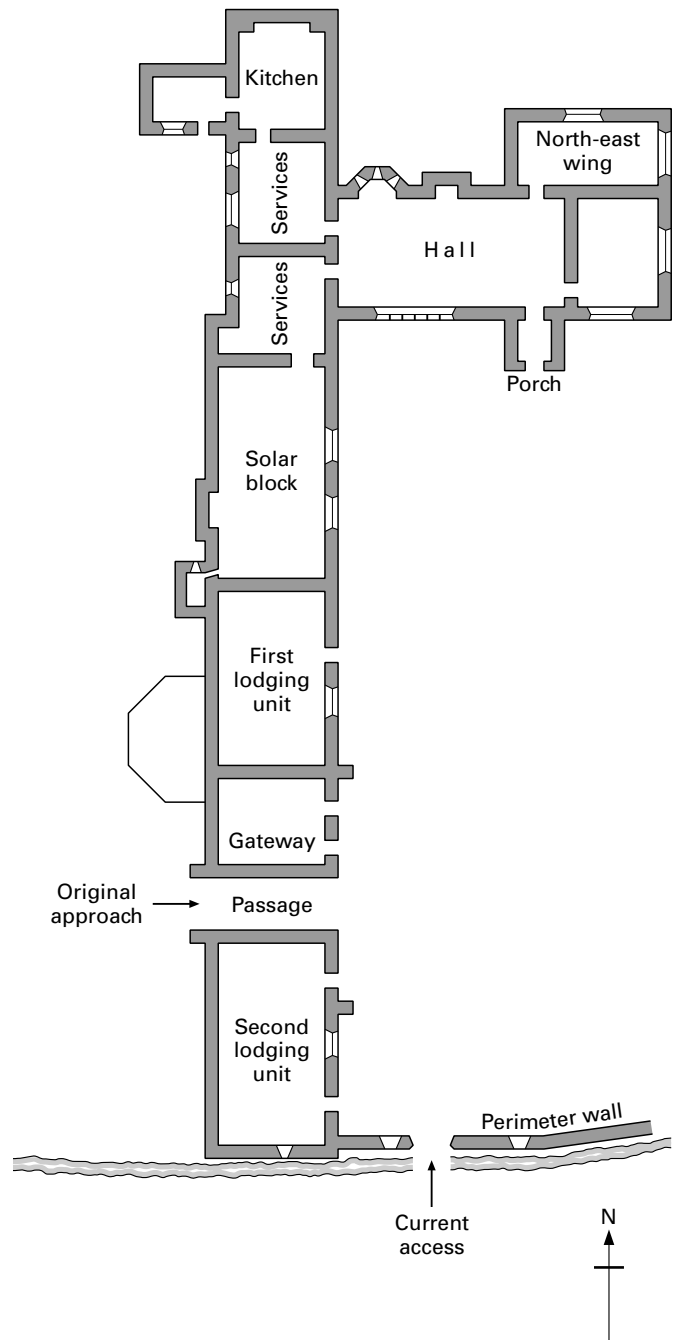 Kitchen
North-east
wing
Services
Hall
Services
Porch
Solar
block
First
lodging
unit
Gateway
Original
approach
Passage
Second
lodging
unit
Perimeter wall
Current
access
N